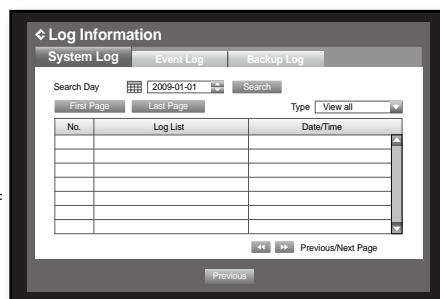 Log Information
System Log Event Log Backup Log
Search Day 2009-01-01 Search
First Page Last Page Type View all
No. Log List Date/Time
Previous/Next Page
Previous